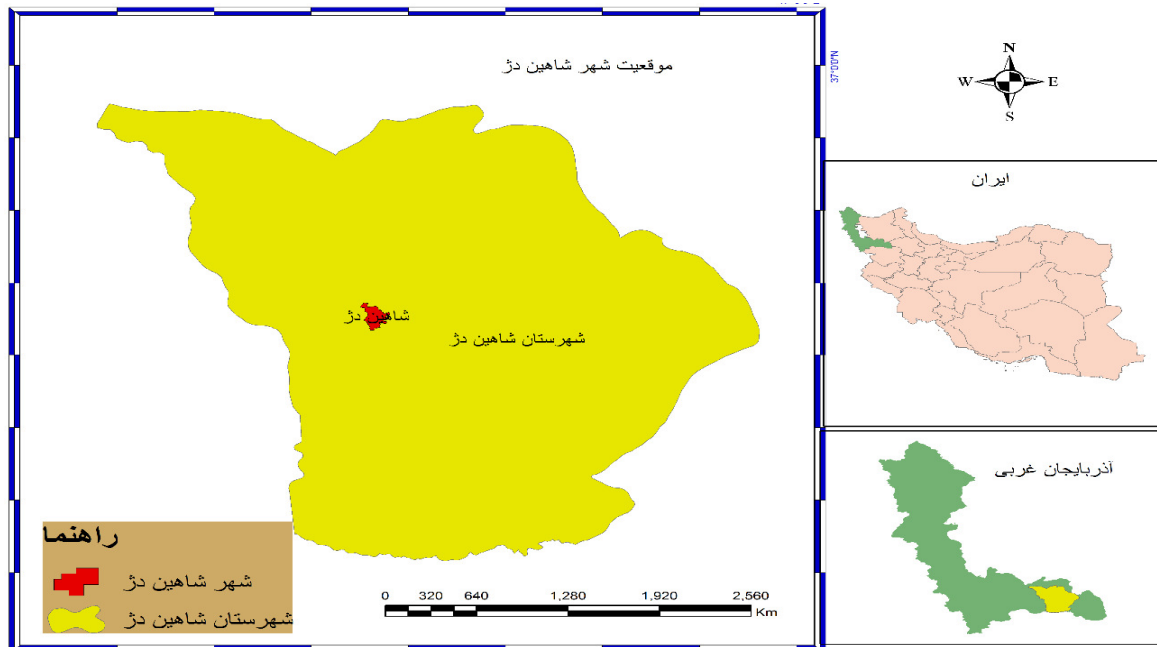 موقعیت شهر شاهین دژ
37°0'0"N
N
W E
S
ایران
شاهین دژ
شهرستان شاهین دژ
آذربایجان غربی
راهنما
شهر شاهین دژ
شهرستان شاهین دژ
0 320 640 1,280 1,920 2,560
Km